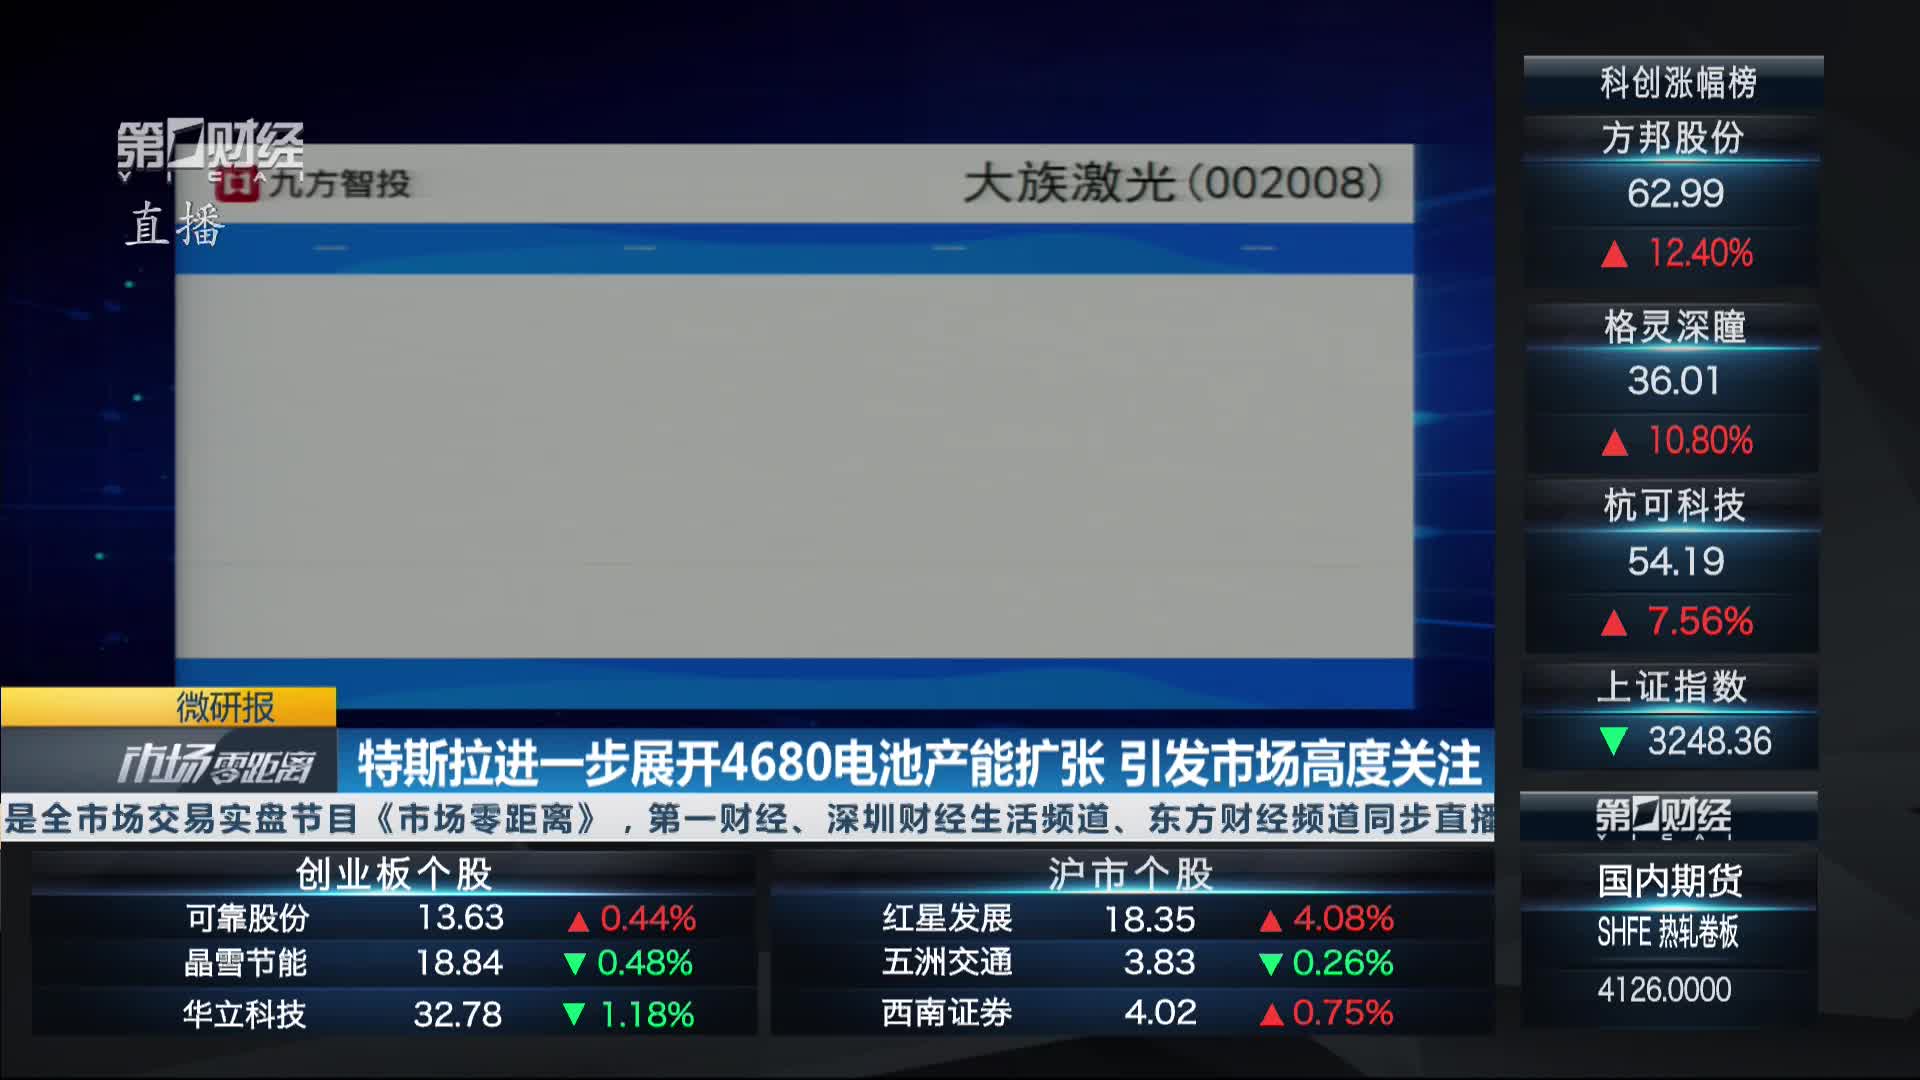 第一财经
YICAI
直播
九方智投
大族激光(002008)
微研报
市场零距离
特斯拉进一步展开4680电池产能扩张 引发市场高度关注
是全市场交易实盘节目《市场零距离》，第一财经、深圳财经生活频道、东方财经频道同步直播
创业板个股
可靠股份 13.63 ▲ 0.44%
晶雪节能 18.84 ▼ 0.48%
华立科技 32.78 ▼ 1.18%
沪市个股
红星发展 18.35 ▲ 4.08%
五洲交通 3.83 ▼ 0.26%
西南证券 4.02 ▲ 0.75%
科创涨幅榜
方邦股份
62.99
▲ 12.40%
格灵深瞳
36.01
▲ 10.80%
杭可科技
54.19
▲ 7.56%
上证指数
▼ 3248.36
第一财经
YICAI
国内期货
SHFE 热轧卷板
4126.0000